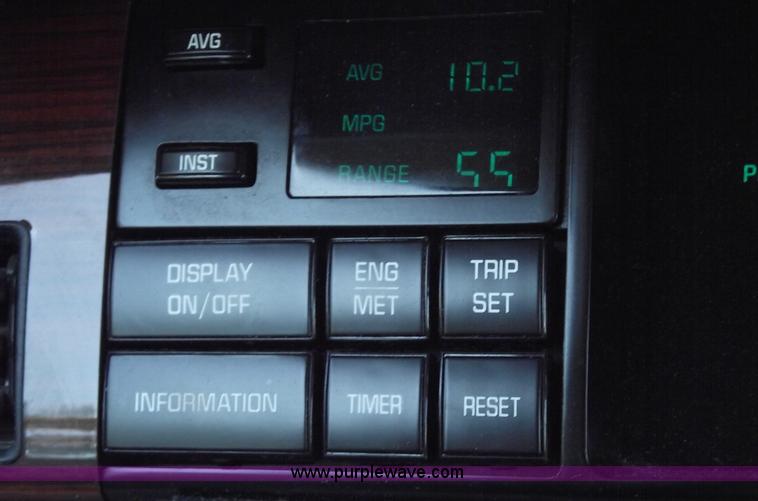 AVG
AVG 10.2
MPG
INST
RANGE 55
P
DISPLAY
ON/OFF
ENG
MET
TRIP
SET
INFORMATION
TIMER
RESET
www.purplewave.com